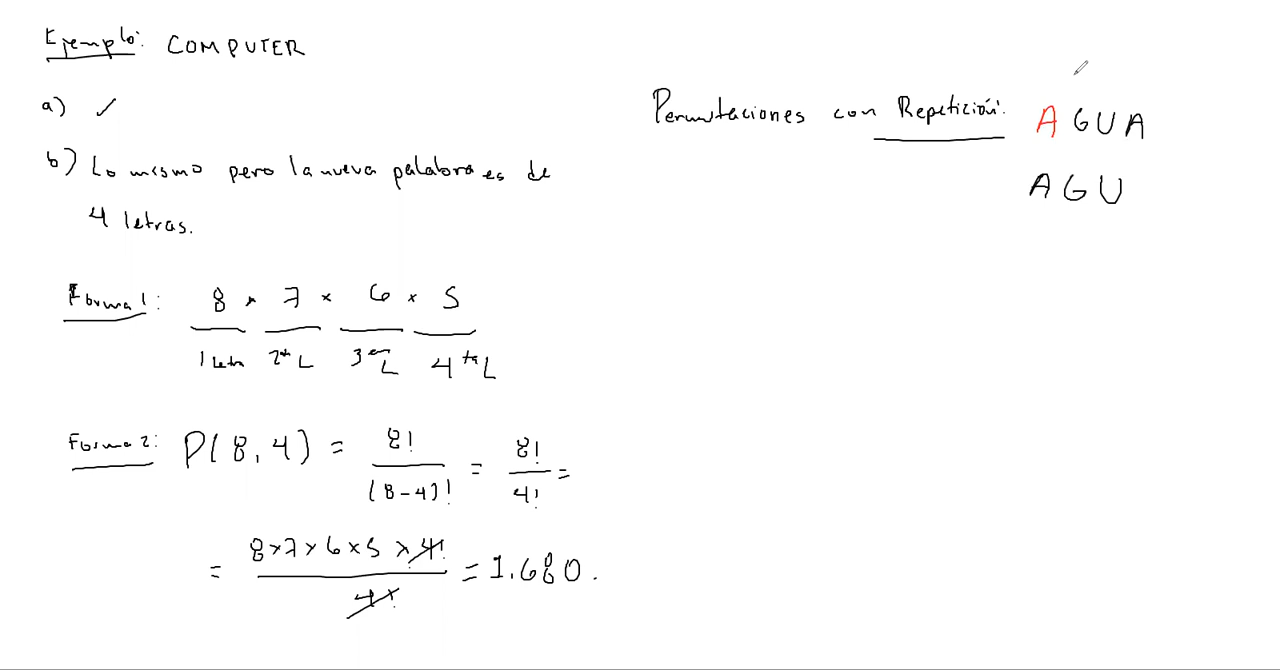 Ejemplo: COMPUTER
a) ✓
b) Lo mismo pero la nueva palabra es de
4 letras.
Forma 1: 8 × 7 × 6 × 5
1 Letra 2da L 3era L 4ta L
Forma 2: P(8,4) = 8! / (8-4)! = 8! / 4! =
= 8×7×6×5×4! / 4! = 1.680.
Permutaciones con Repetición: AGUA
AGU